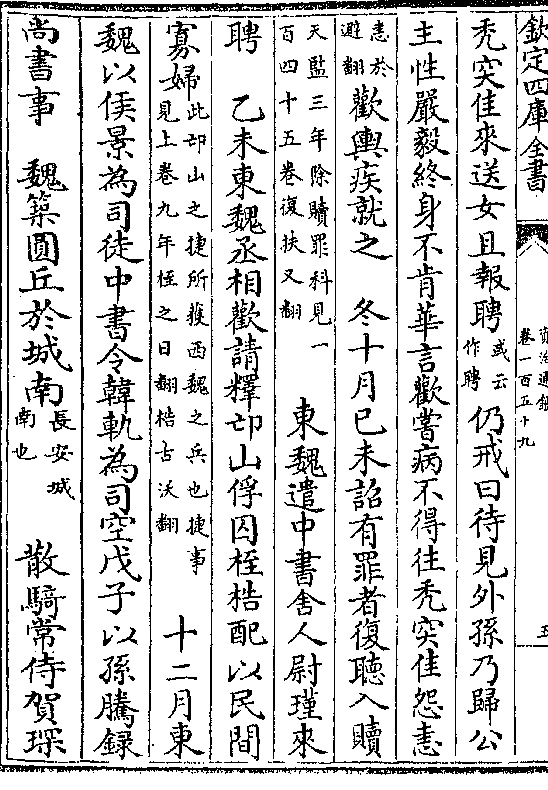 欽定四庫全書
資治通鑑
卷一百五十九
五
秃突佳來送女且報聘或云作聘仍戒曰待見外孫乃歸公
主性嚴毅終身不肯華言歡嘗病不得往秃突佳怨恚
恚於避翻歡輿疾就之　冬十月己未詔有罪者復聽入贖
天監三年除贖罪科見一百四十五卷復扶又翻　東魏遣中書舍人尉瑾來
聘　乙未東魏丞相歡請釋邙山俘囚桎梏配以民間
寡婦此邙山之捷所獲西魏之兵也捷事見上卷九年桎之日翻梏古沃翻　十二月東
魏以侯景為司徒中書令韓軌為司空戊子以孫騰録
尚書事　魏築圓丘於城南長安城南也　散騎常侍賀琛